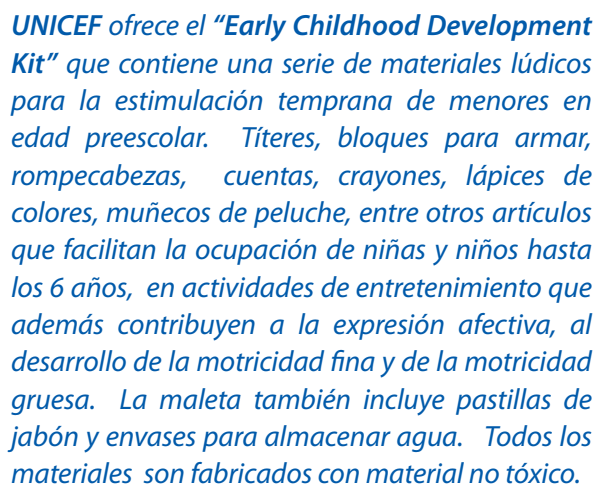 UNICEF ofrece el “Early Childhood Development
Kit” que contiene una serie de materiales lúdicos
para la estimulación temprana de menores en
edad preescolar. Títeres, bloques para armar,
rompecabezas, cuentas, crayones, lápices de
colores, muñecos de peluche, entre otros artículos
que facilitan la ocupación de niñas y niños hasta
los 6 años, en actividades de entretenimiento que
además contribuyen a la expresión afectiva, al
desarrollo de la motricidad fina y de la motricidad
gruesa. La maleta también incluye pastillas de
jabón y envases para almacenar agua. Todos los
materiales son fabricados con material no tóxico.